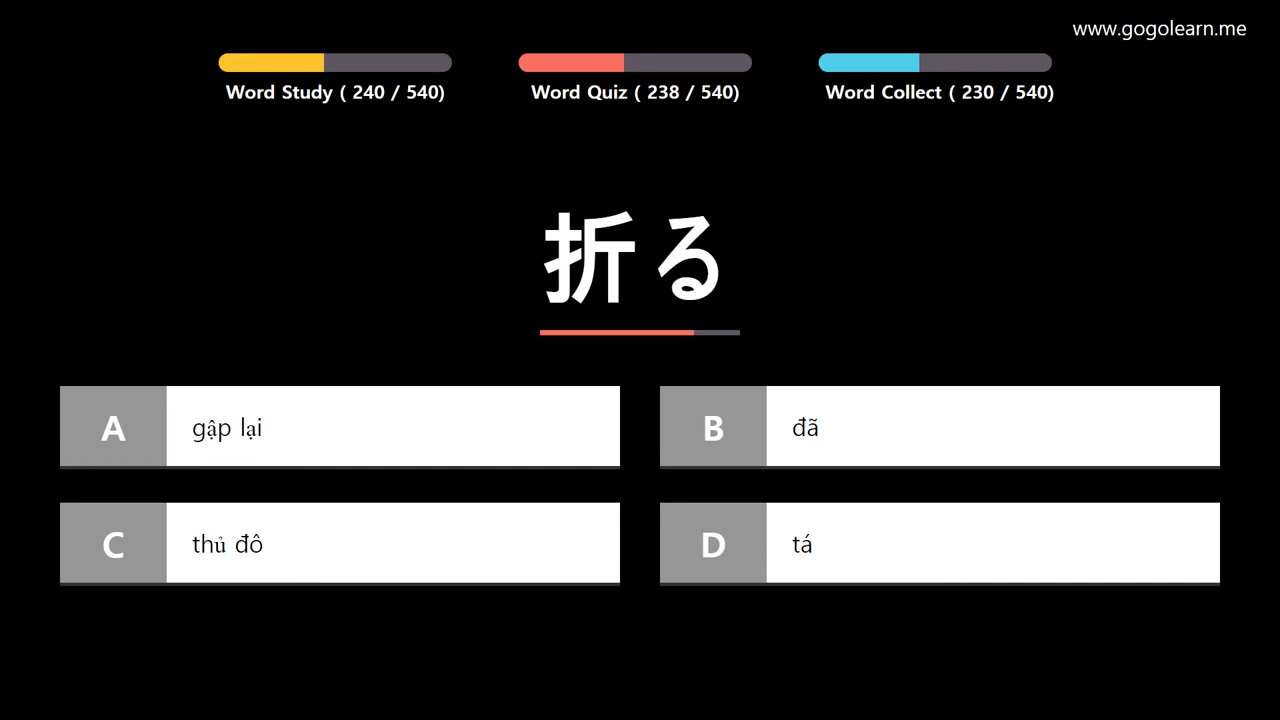 www.gogolearn.me
Word Study ( 240 / 540)
Word Quiz ( 238 / 540)
Word Collect ( 230 / 540)
折る
A
gập lại
B
đã
C
thủ đô
D
tá